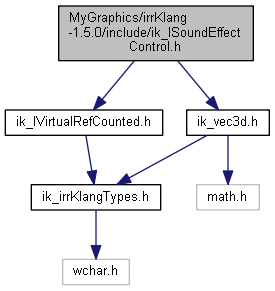 MyGraphics/irrKlang
-1.5.0/include/ik_ISoundEffect
Control.h
ik_IVirtualRefCounted.h
ik_vec3d.h
ik_irrKlangTypes.h
math.h
wchar.h